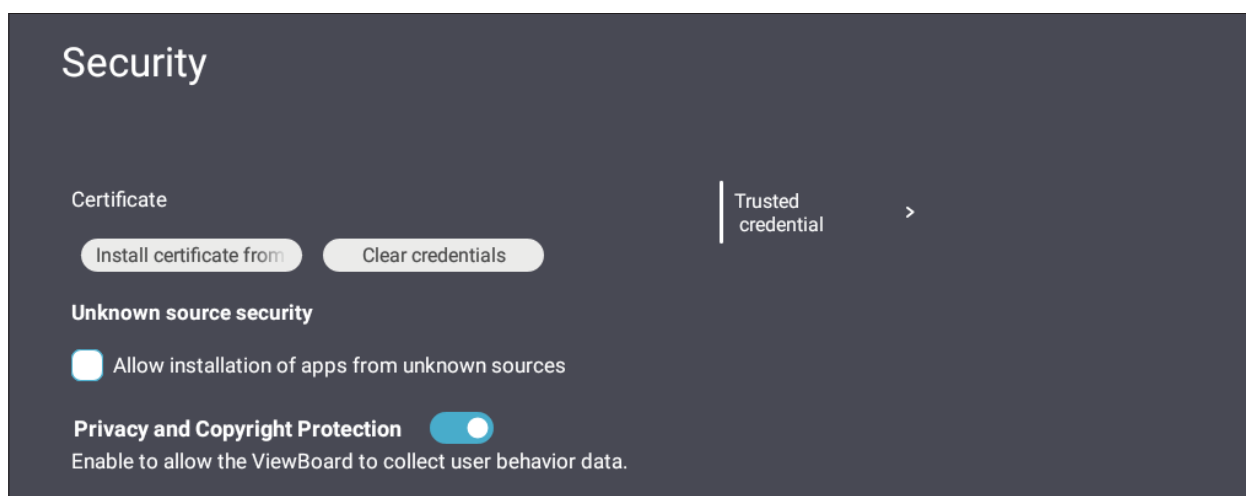 Security
Certificate
Trusted
credential
>
Install certificate from
Clear credentials
Unknown source security
Allow installation of apps from unknown sources
Privacy and Copyright Protection
Enable to allow the ViewBoard to collect user behavior data.